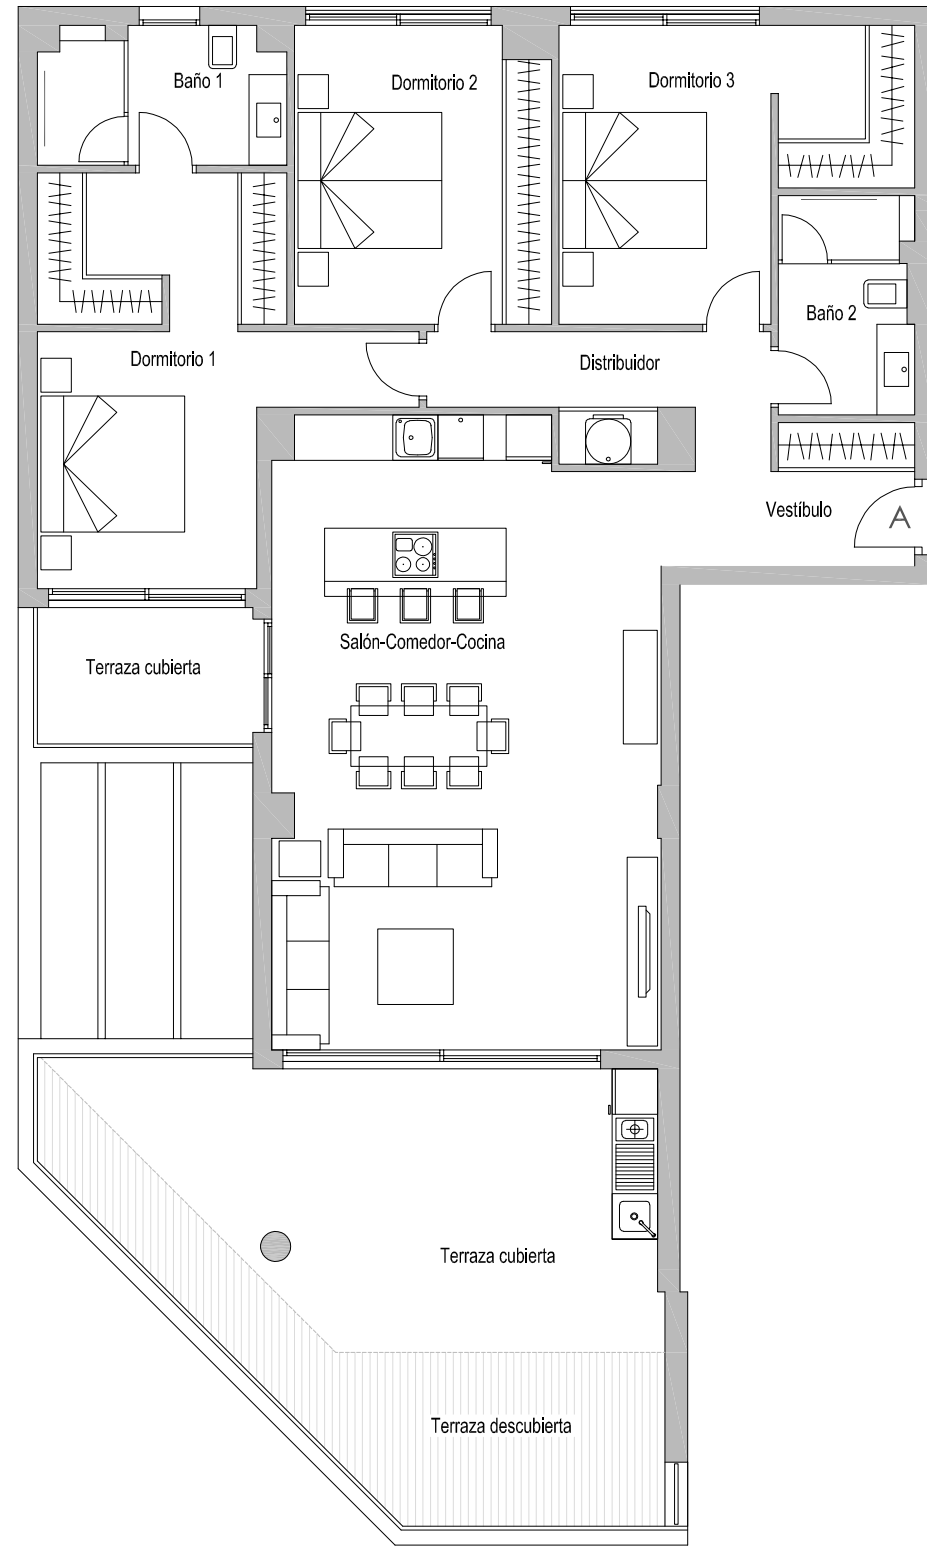 Baño 1
Dormitorio 2
Dormitorio 3
Baño 2
Dormitorio 1
Distribuidor
Vestíbulo
A
Salón-Comedor-Cocina
Terraza cubierta
Terraza cubierta
Terraza descubierta